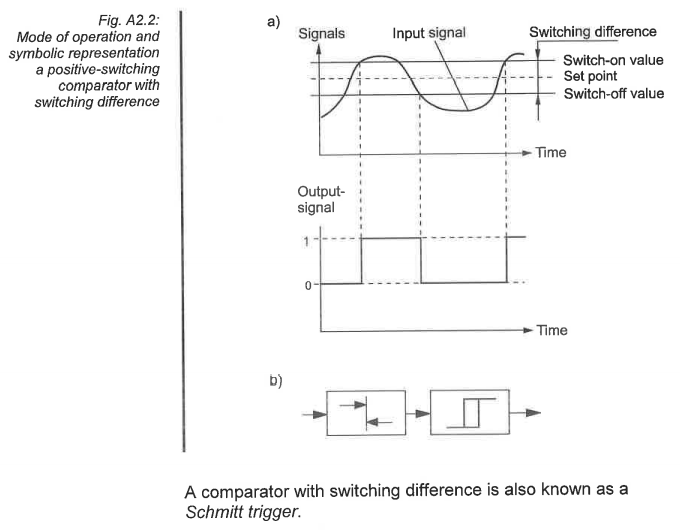 Fig. A2.2:
Mode of operation and
symbolic representation
a positive-switching
comparator with
switching difference
a)
Signals
Input signal
Switching difference
Switch-on value
Set point
Switch-off value
Time
Output-
signal
1
0
Time
b)
A comparator with switching difference is also known as a
Schmitt trigger.